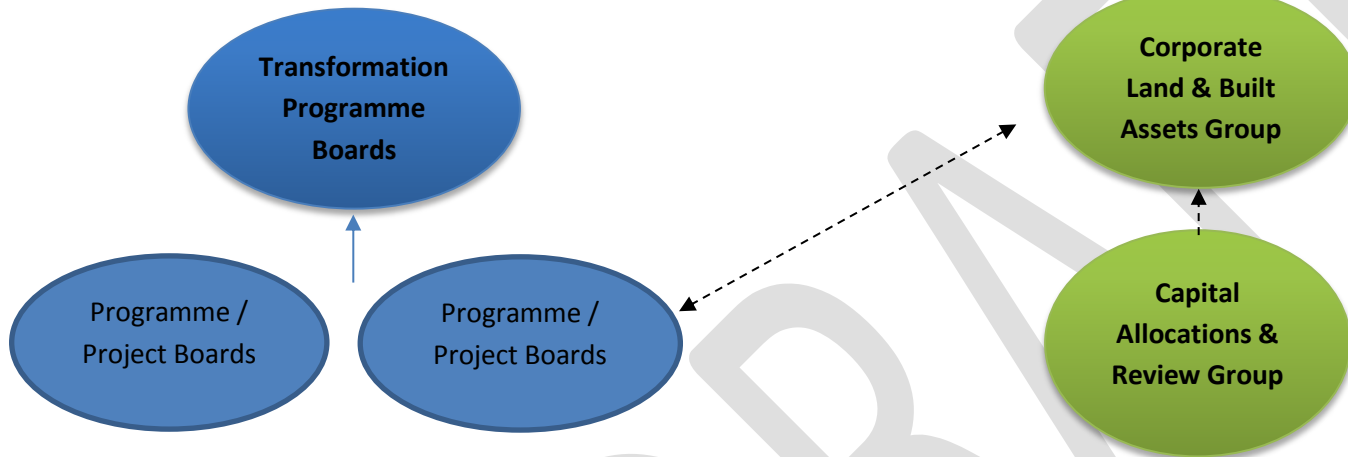 Transformation
Programme
Boards
Corporate
Land & Built
Assets Group
Programme /
Project Boards
Programme /
Project Boards
Capital
Allocations &
Review Group